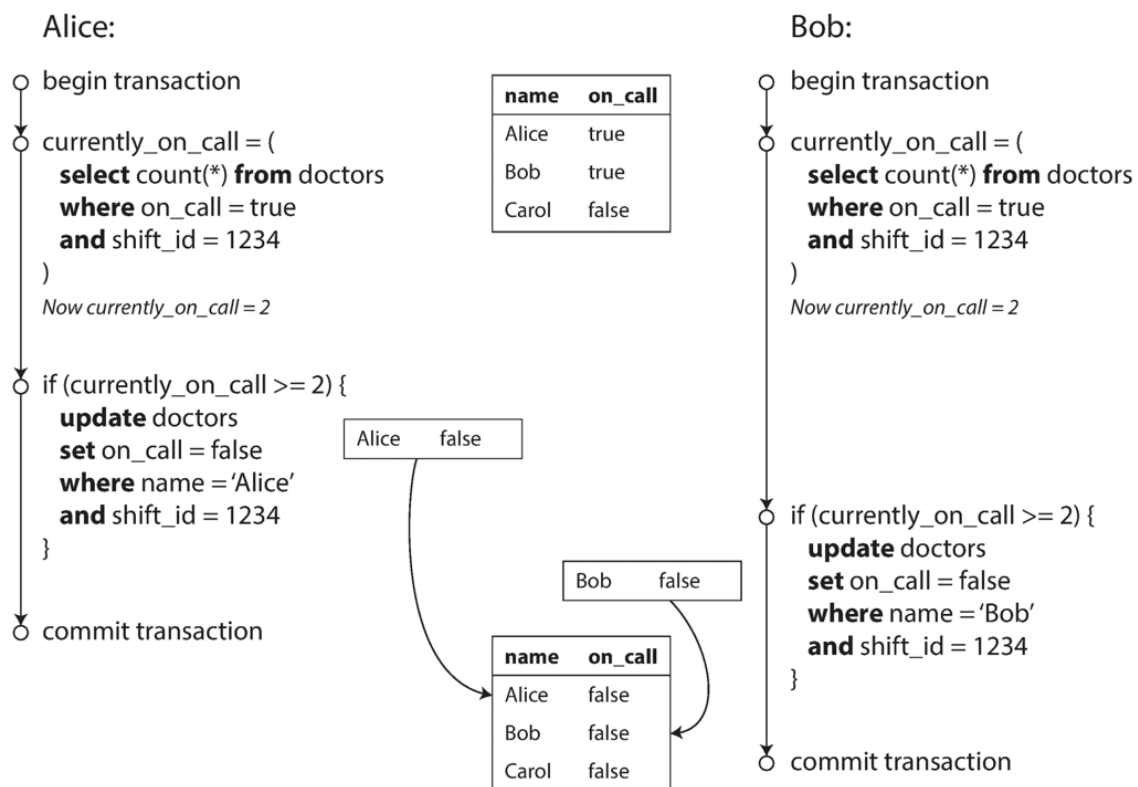 Alice:
begin transaction
currently_on_call = (
select count(*) from doctors
where on_call = true
and shift_id = 1234
)
Now currently_on_call = 2
if (currently_on_call >= 2) {
update doctors
set on_call = false
where name = ‘Alice’
and shift_id = 1234
}
commit transaction
name on_call
Alice true
Bob true
Carol false
Alice false
Bob false
name on_call
Alice false
Bob false
Carol false
Bob:
begin transaction
currently_on_call = (
select count(*) from doctors
where on_call = true
and shift_id = 1234
)
Now currently_on_call = 2
if (currently_on_call >= 2) {
update doctors
set on_call = false
where name = ‘Bob’
and shift_id = 1234
}
commit transaction